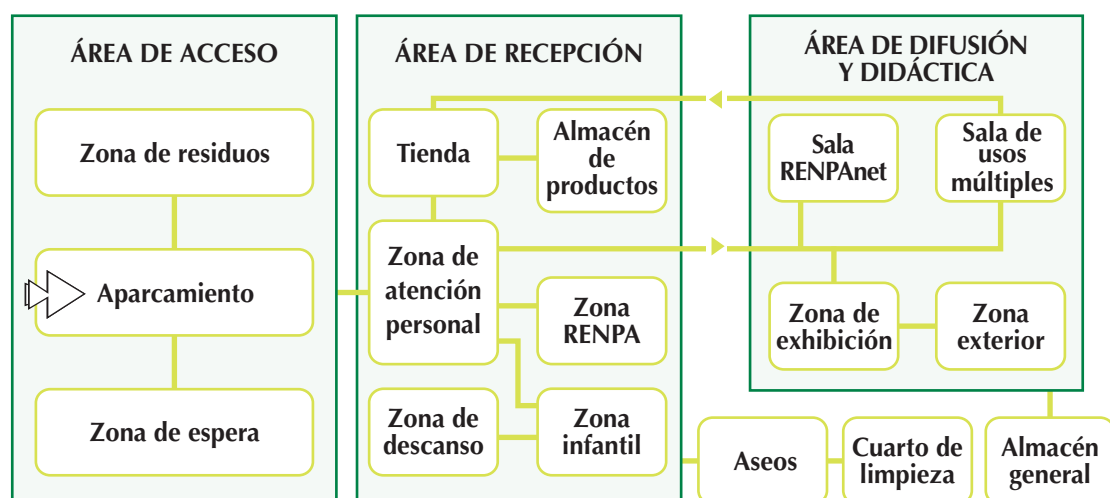 ÁREA DE ACCESO
Zona de residuos
Aparcamiento
Zona de espera
ÁREA DE RECEPCIÓN
Tienda
Almacén
de
productos
Zona de
atención
personal
Zona
RENPA
Zona de
descanso
Zona
infantil
ÁREA DE DIFUSIÓN
Y DIDÁCTICA
Sala
RENPAnet
Sala de
usos
múltiples
Zona de
exhibición
Zona
exterior
Aseos
Cuarto de
limpieza
Almacén
general